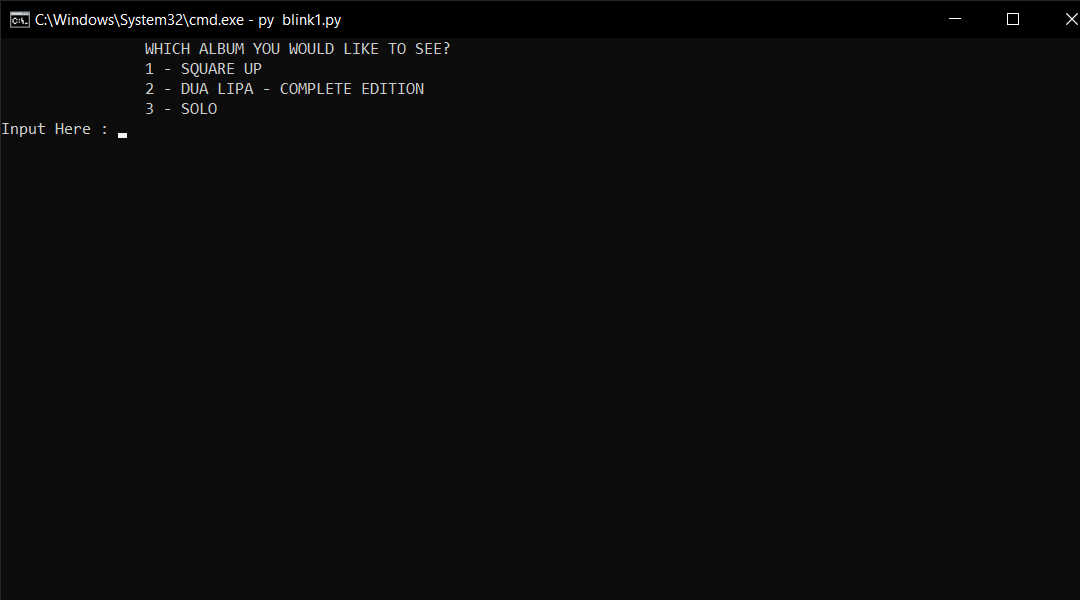 C:\Windows\System32\cmd.exe - py  blink1.py
WHICH ALBUM YOU WOULD LIKE TO SEE?
1 - SQUARE UP
2 - DUA LIPA - COMPLETE EDITION
3 - SOLO
Input Here :